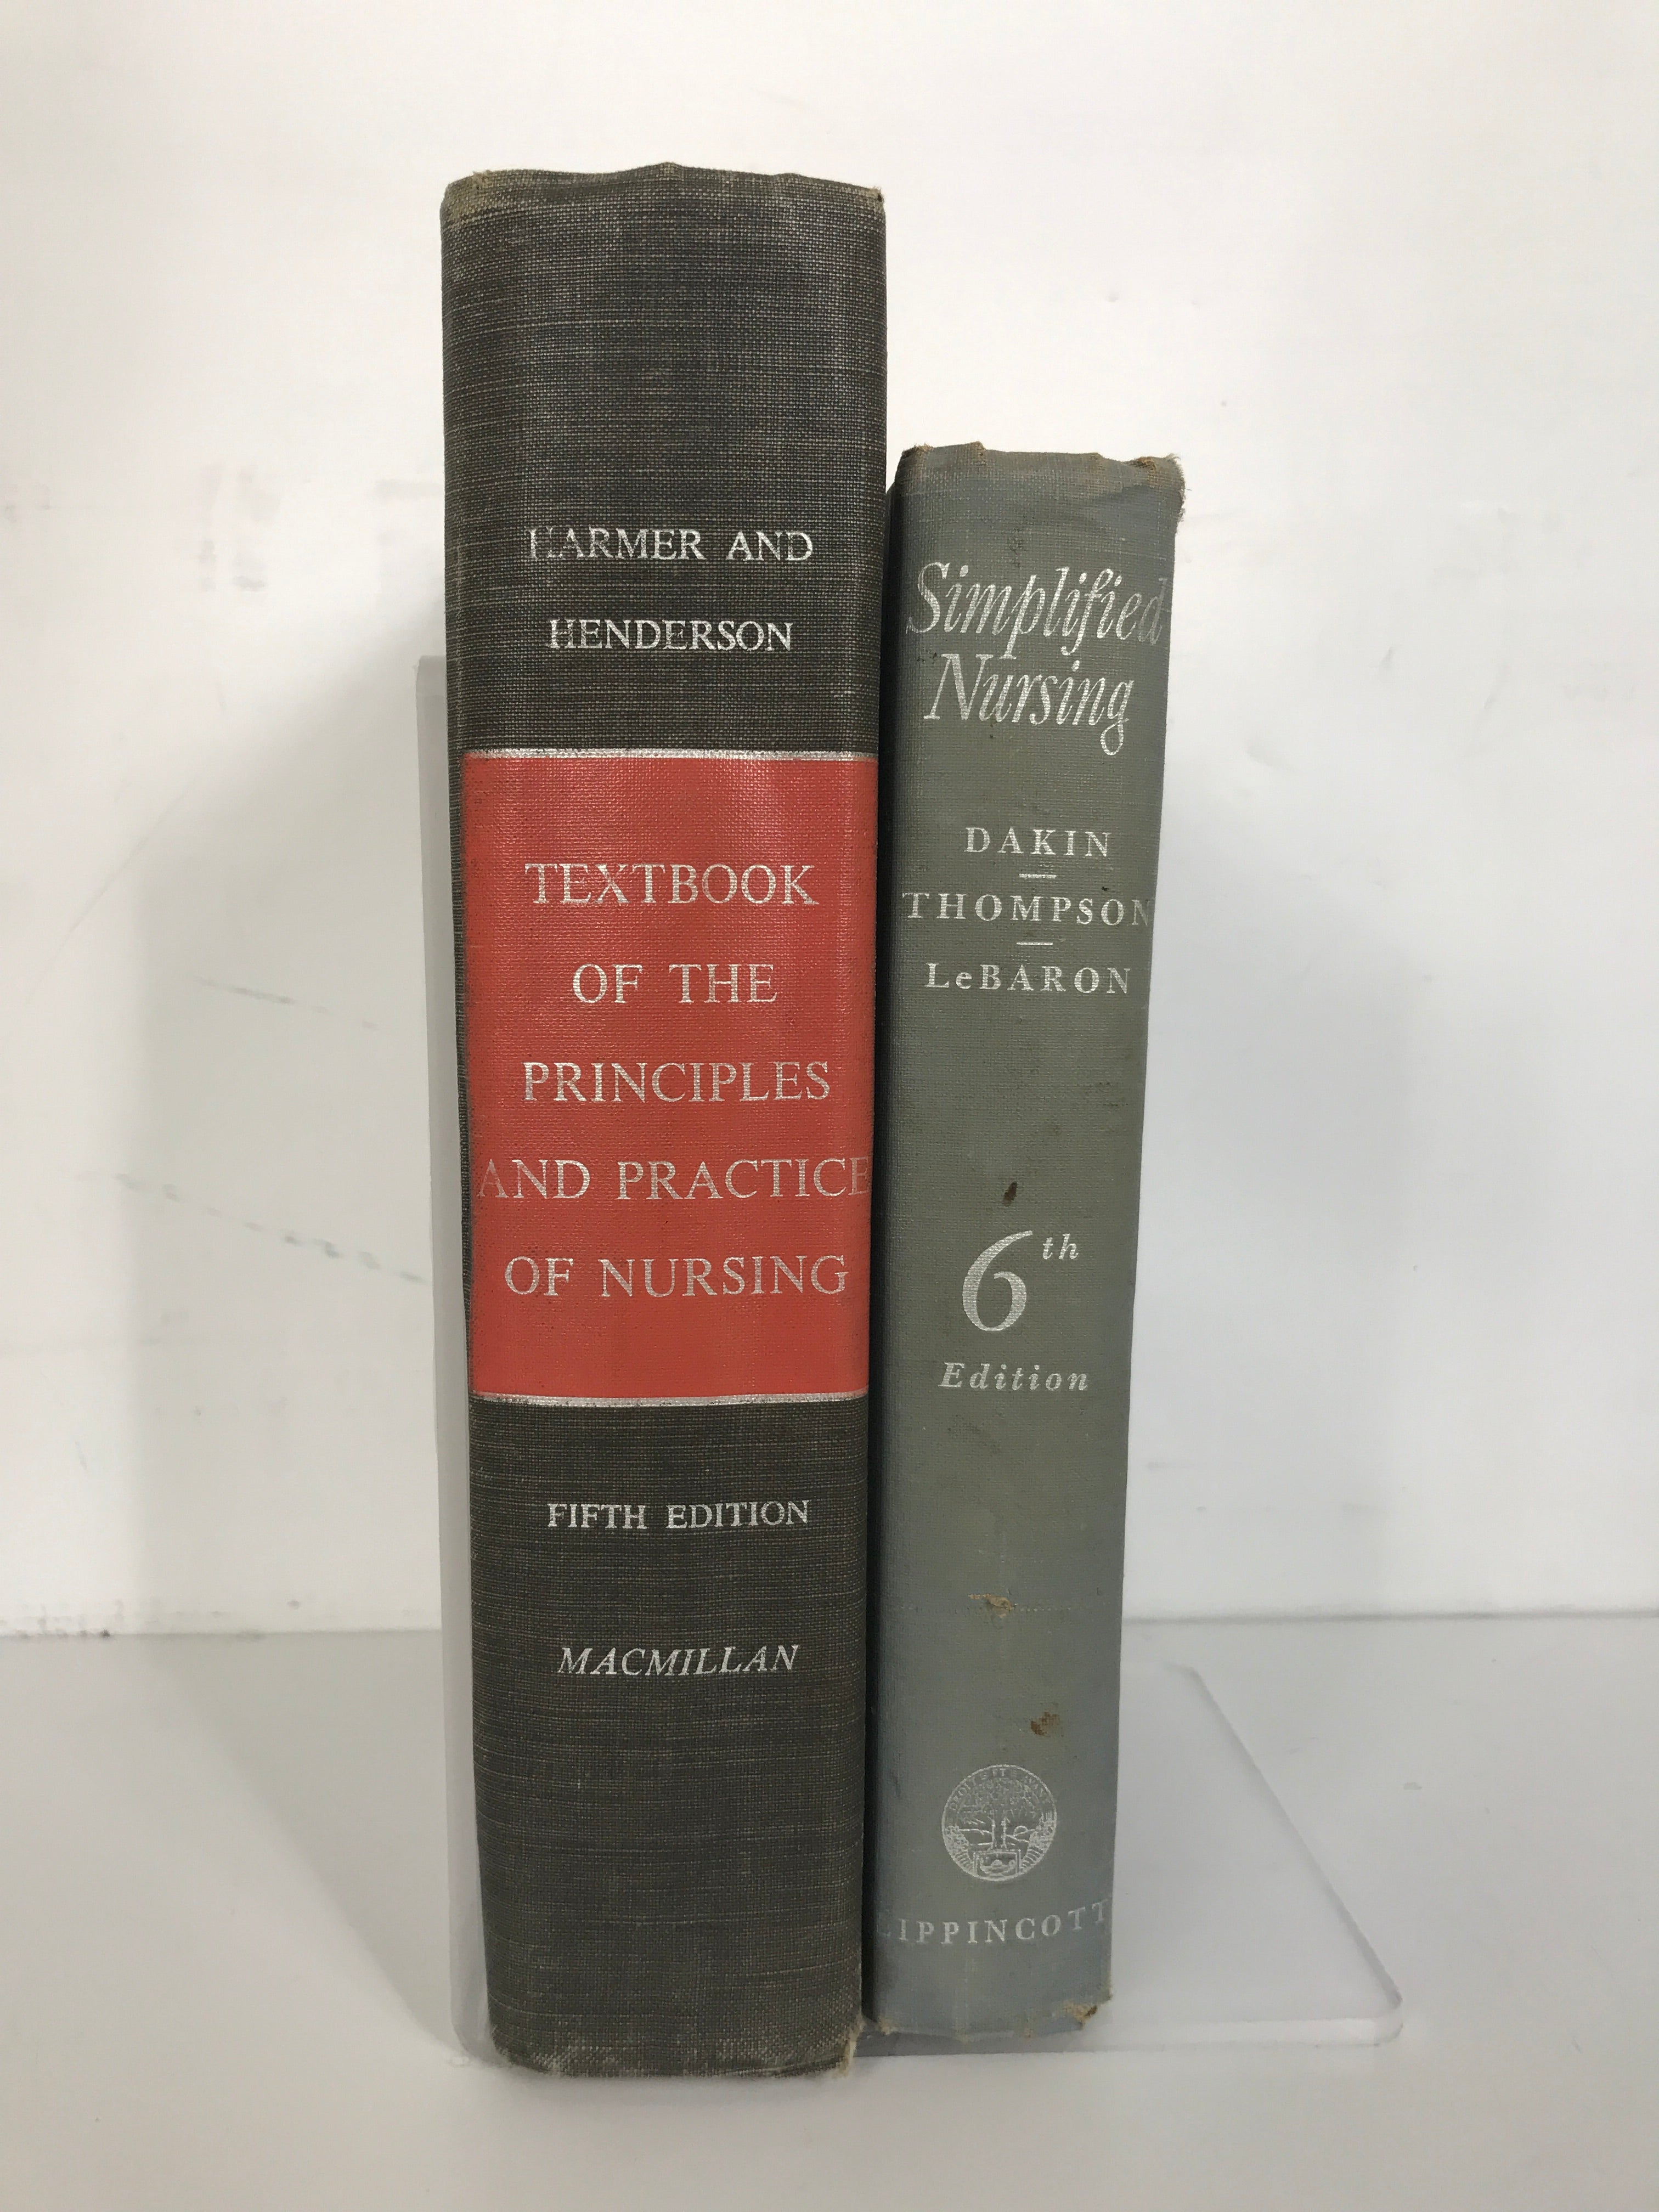 HARMER AND
HENDERSON
TEXTBOOK
OF THE
PRINCIPLES
AND PRACTICE
OF NURSING
FIFTH EDITION
MACMILLAN
Simplified
Nursing
DAKIN
THOMPSON
LeBARON
6th
Edition
LIPPINCOTT